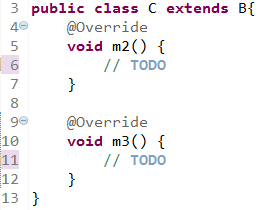 3 public class C extends B{
4 @Override
5 void m2() {
6 // TODO
7 }
8
9 @Override
10 void m3() {
11 // TODO
12 }
13 }